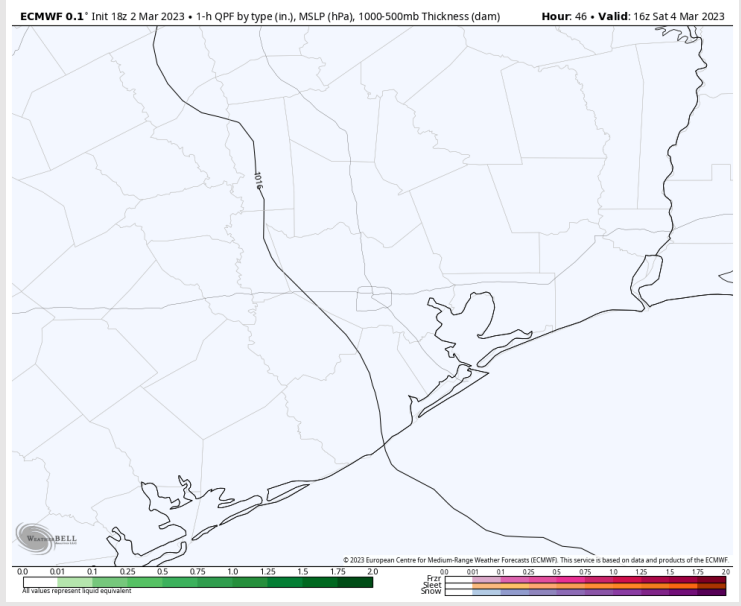 ECMWF 0.1° Init 18z 2 Mar 2023 • 1-h QPF by type (in.), MSLP (hPa), 1000-500mb Thickness (dam) Hour: 46 • Valid: 16z Sat 4 Mar 2023
1016
WeatherBELL
© 2023 European Centre for Medium-Range Weather Forecasts (ECMWF). This service is based on data and products of the ECMWF.
0.0 0.01 0.1 0.25 0.5 0.75 1.0 1.25 1.5 1.75 2.0
0.0 0.01 0.1 0.25 0.5 0.75 1.0 1.25 1.5 1.75 2.0
Frzr
Sleet
Snow
All values represent liquid equivalent